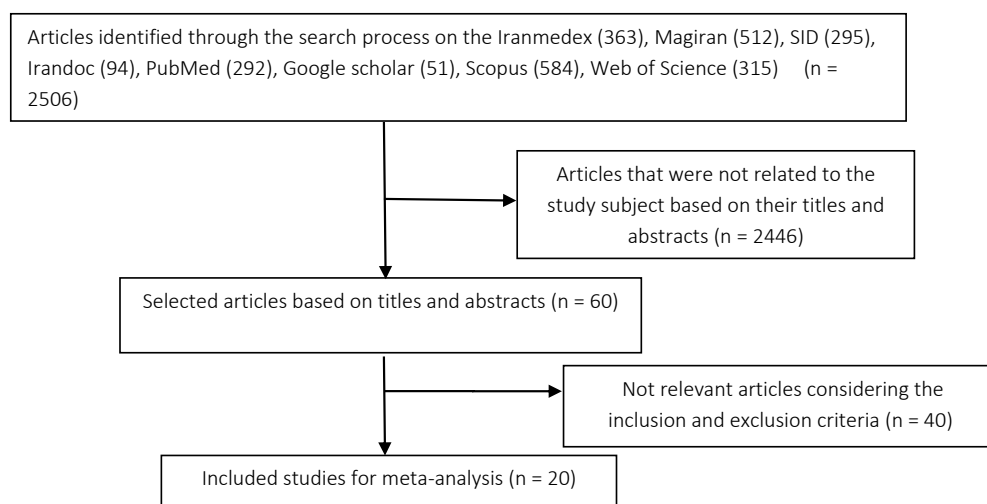 Articles identified through the search process on the Iranmedex (363), Magiran (512), SID (295),
Irandoc (94), PubMed (292), Google scholar (51), Scopus (584), Web of Science (315) (n =
2506)
Articles that were not related to the
study subject based on their titles and
abstracts (n = 2446)
Selected articles based on titles and abstracts (n = 60)
Not relevant articles considering the
inclusion and exclusion criteria (n = 40)
Included studies for meta-analysis (n = 20)